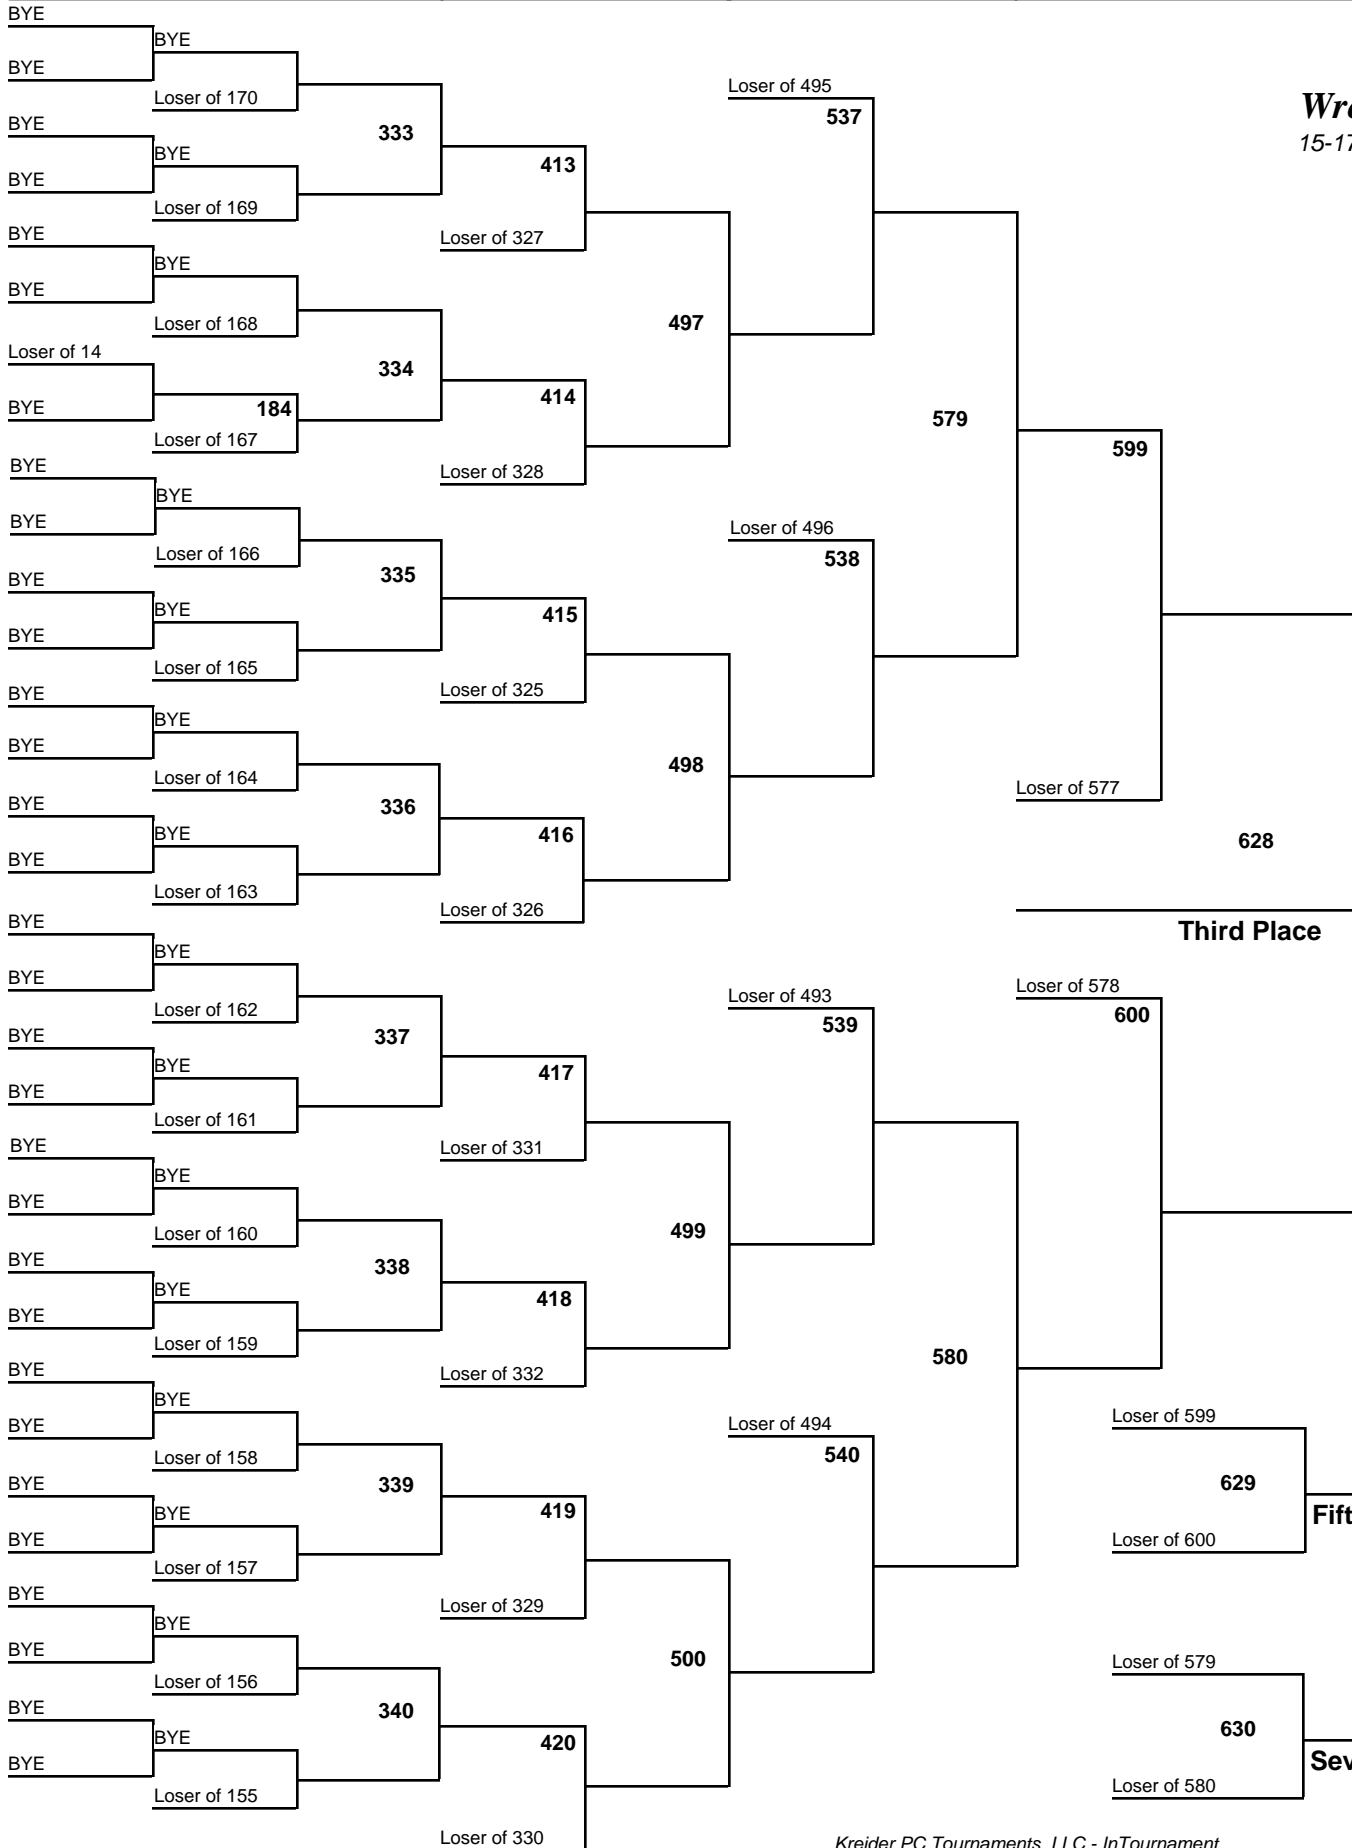 BYE
BYE
BYE
Loser of 495
BYE
Loser of 170
537
Wre
BYE
333
15-17
BYE
413
BYE
Loser of 169
BYE
Loser of 327
BYE
BYE
Loser of 168
497
Loser of 14
334
414
BYE
184
579
Loser of 167
599
BYE
Loser of 328
BYE
BYE
Loser of 496
Loser of 166
538
335
BYE
BYE
415
BYE
Loser of 165
Loser of 325
BYE
BYE
BYE
498
Loser of 164
Loser of 577
BYE
336
BYE
416
628
BYE
Loser of 163
Loser of 326
BYE
Third Place
BYE
BYE
Loser of 578
Loser of 493
Loser of 162
600
539
BYE
337
BYE
417
BYE
Loser of 161
BYE
Loser of 331
BYE
BYE
499
Loser of 160
BYE
338
BYE
418
BYE
Loser of 159
580
BYE
Loser of 332
BYE
Loser of 599
BYE
Loser of 494
Loser of 158
540
BYE
339
629
BYE
419
Fift
BYE
Loser of 600
Loser of 157
BYE
Loser of 329
BYE
BYE
500
Loser of 579
Loser of 156
BYE
340
630
BYE
420
BYE
Sev
Loser of 155
Loser of 580
Loser of 330
Kreider PC Tournaments, LLC - InTournament